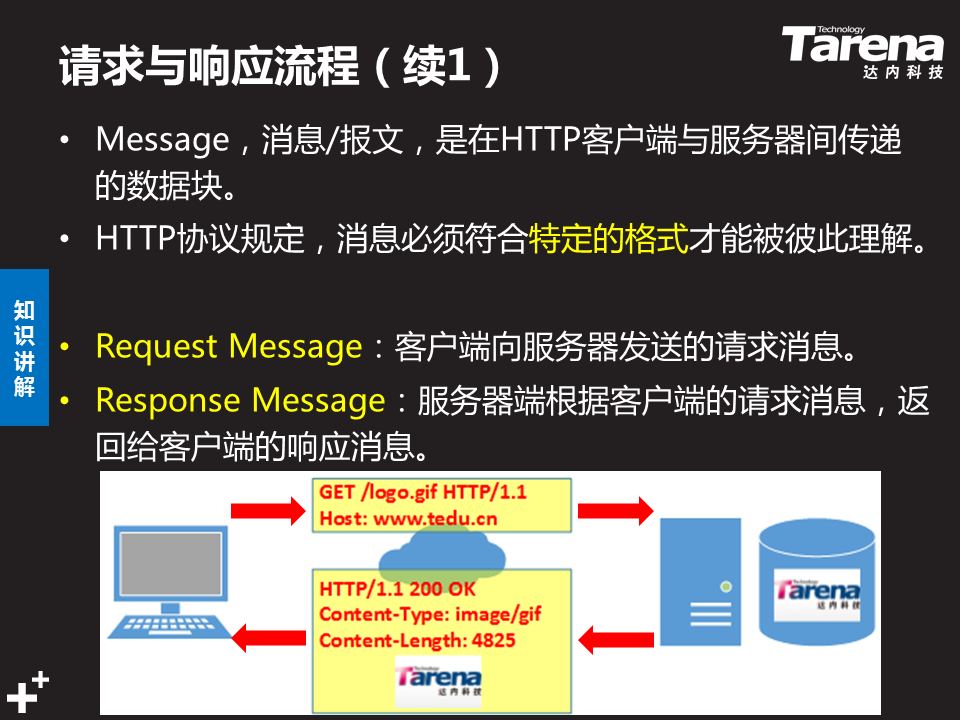 请求与响应流程（续1）
Technology
Tarena
达内科技
• Message，消息/报文，是在HTTP客户端与服务器间传递
的数据块。
• HTTP协议规定，消息必须符合特定的格式才能被彼此理解。
知识讲解
• Request Message：客户端向服务器发送的请求消息。
• Response Message：服务器端根据客户端的请求消息，返
回给客户端的响应消息。
GET /logo.gif HTTP/1.1
Host: www.tedu.cn
HTTP/1.1 200 OK
Content-Type: image/gif
Content-Length: 4825
Technology
Tarena
达内科技
Technology
Tarena
达内科技